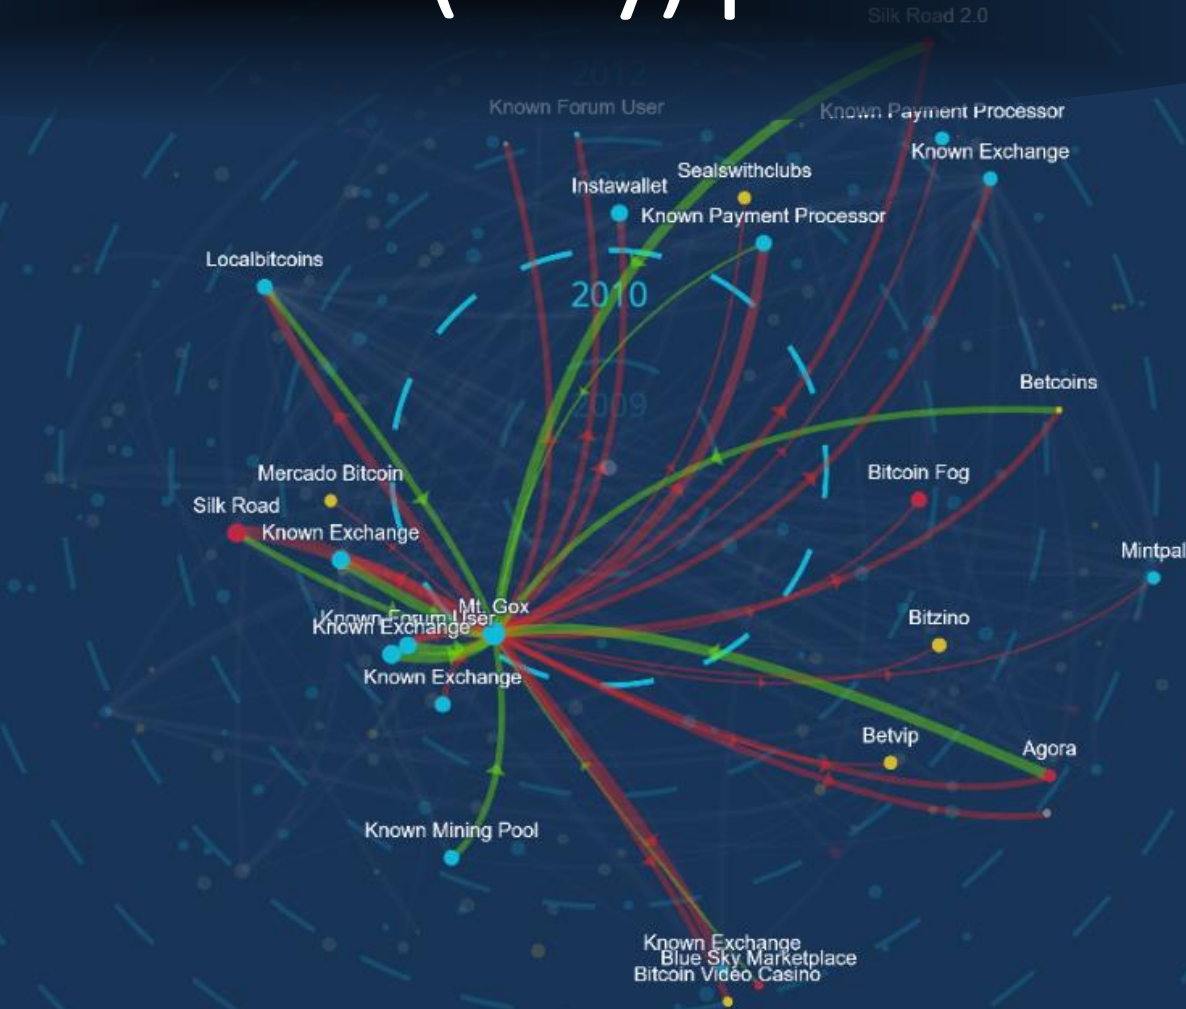 Silk Road 2.0
2012
Known Forum User
Known Payment Processor
Known Exchange
Sealswithclubs
Instawallet
Known Payment Processor
Localbitcoins
2010
Betcoins
2009
Mercado Bitcoin
Bitcoin Fog
Silk Road
Known Exchange
Mintpal
Mt. Gox
Known Forum User
Known Exchange
Bitzino
Known Exchange
Betvip
Agora
Known Mining Pool
Known Exchange
Blue Sky Marketplace
Bitcoin Video Casino